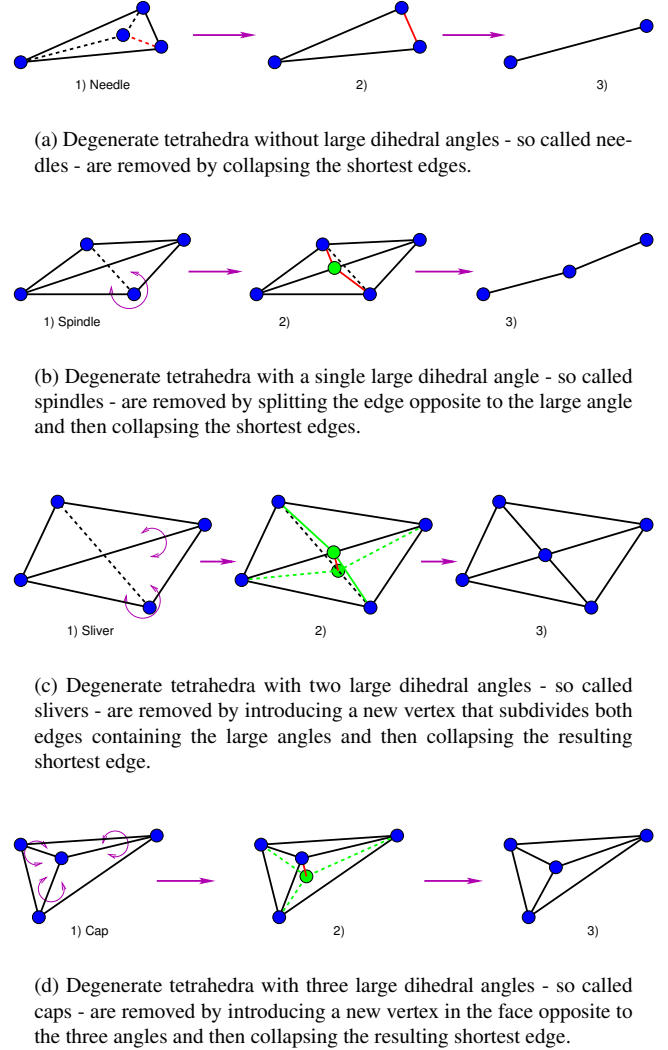 1) Needle
2)
3)
(a) Degenerate tetrahedra without large dihedral angles - so called nee-
dles - are removed by collapsing the shortest edges.
1) Spindle
2)
3)
(b) Degenerate tetrahedra with a single large dihedral angle - so called
spindles - are removed by splitting the edge opposite to the large angle
and then collapsing the shortest edges.
1) Sliver
2)
3)
(c) Degenerate tetrahedra with two large dihedral angles - so called
slivers - are removed by introducing a new vertex that subdivides both
edges containing the large angles and then collapsing the resulting
shortest edge.
1) Cap
2)
3)
(d) Degenerate tetrahedra with three large dihedral angles - so called
caps - are removed by introducing a new vertex in the face opposite to
the three angles and then collapsing the resulting shortest edge.